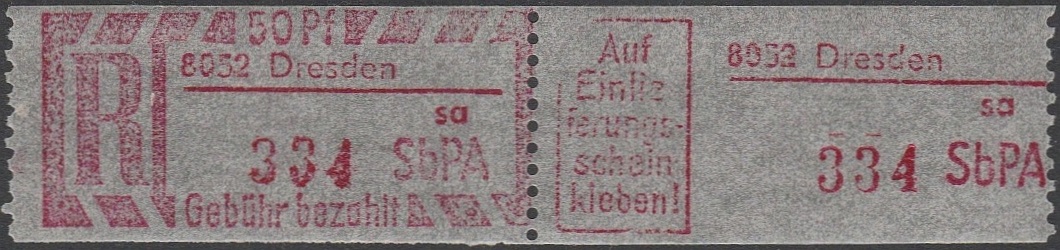 50 Pf
R
8052 Dresden
sa
334 SbPA
Gebühr bezahlt
Auf
Einlie
ferungs-
schein
kleben!
8052 Dresden
sa
334 SbPA